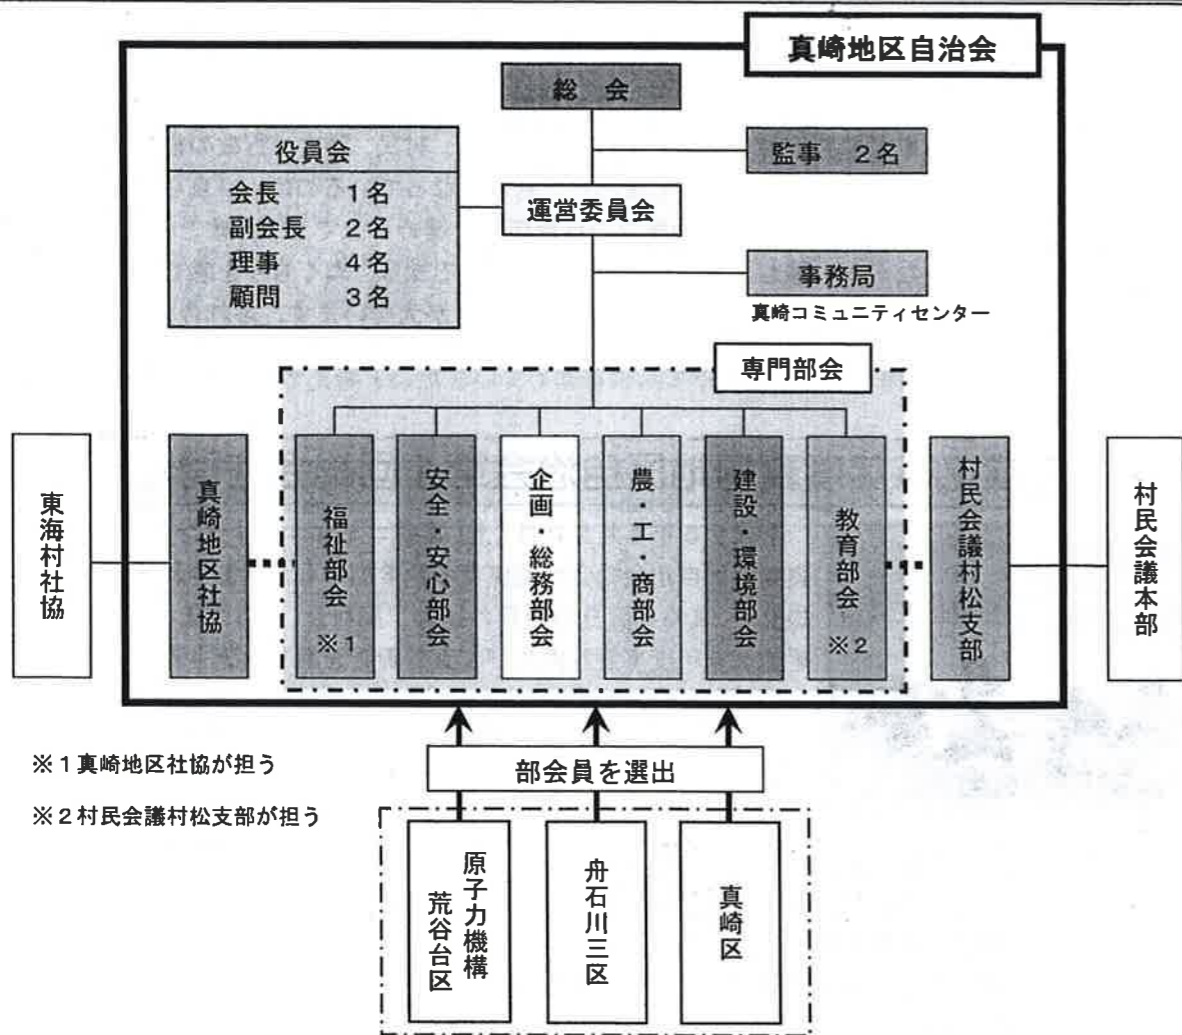 真崎地区自治会
総 会
監事 2名
役員会
会長 1名
副会長 2名
理事 4名
顧問 3名
運営委員会
事務局
真崎コミュニティセンター
専門部会
東海村社協
真崎地区社協
福祉部会
※1
安全・安心部会
企画・総務部会
農・工・商部会
建設・環境部会
教育部会
※2
村民会議村松支部
村民会議本部
※1真崎地区社協が担う
※2村民会議村松支部が担う
部会員を選出
原子力機構
荒谷台区
舟石川三区
真崎区